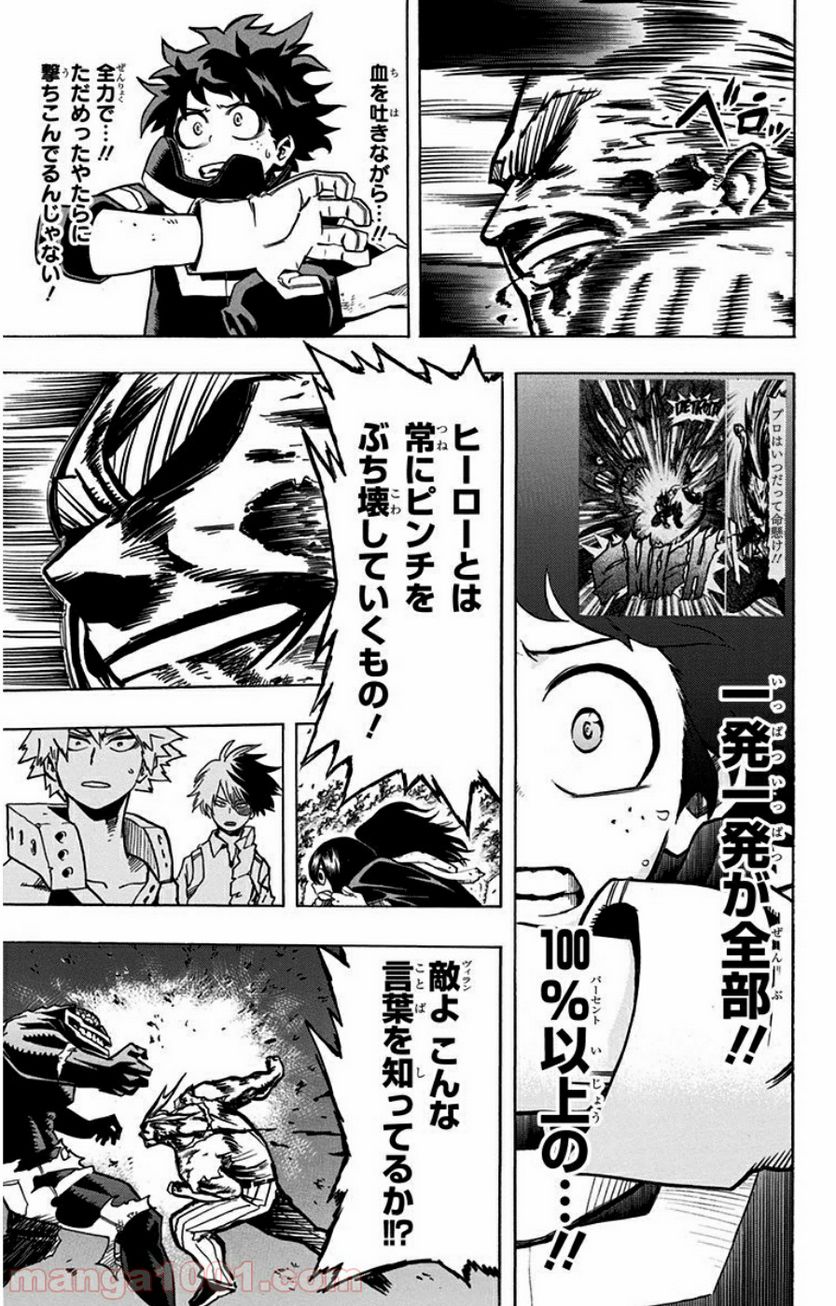 ベロ
血を吐きながら…!!
全力で…!!
ただめったやたらに
撃ちこんでるんじゃない!
プロはいつだって命懸け!!
DETROIT
SMASH
一発一発が全部!!
100%以上の…!!
ヒーローとは
常にピンチを
ぶち壊していくもの!
敵よ こんな
言葉を知ってるか!!?
manga1001.com